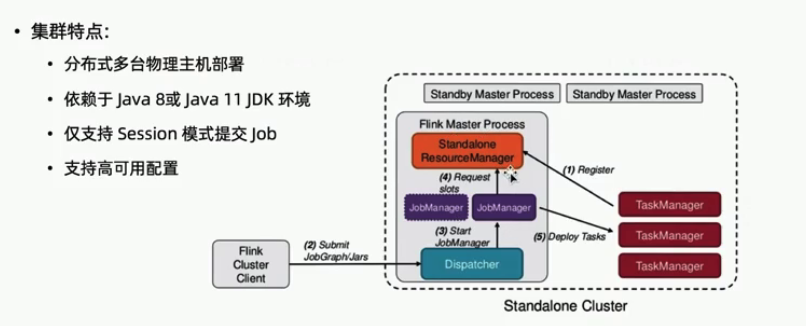 集群特点:
分布式多台物理主机部署
依赖于 Java 8或 Java 11 JDK 环境
仅支持 Session 模式提交 Job
支持高可用配置
Standby Master Process
Standby Master Process
Flink Master Process
Standalone
ResourceManager
(1) Register
(4) Request
slots
JobManager
JobManager
TaskManager
TaskManager
TaskManager
(3) Start
JobManager
(5) Deploy Tasks
Flink
Cluster
Client
(2) Submit
JobGraph/Jars
Dispatcher
Standalone Cluster